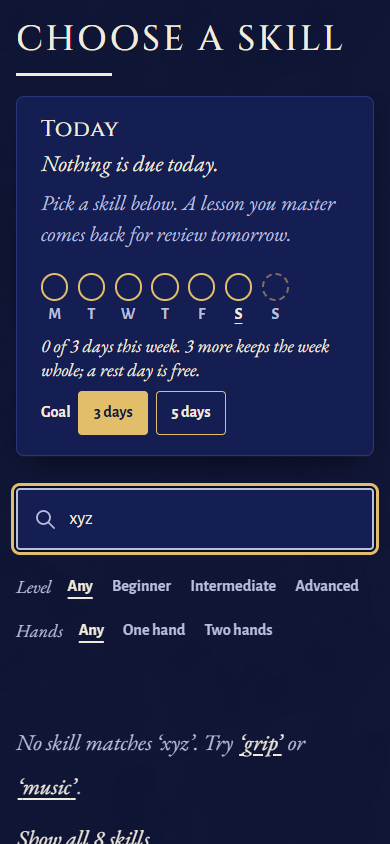 CHOOSE A SKILL
Today
Nothing is due today.
Pick a skill below. A lesson you master
comes back for review tomorrow.
M T W T F S S
0 of 3 days this week. 3 more keeps the week
whole; a rest day is free.
Goal 3 days 5 days
xyz
Level Any Beginner Intermediate Advanced
Hands Any One hand Two hands
No skill matches ‘xyz’. Try ‘grip’ or
‘music’.
Show all 8 skills